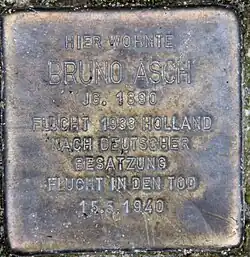 HIER WOHNTE
BRUNO ASCH
JG. 1890
FLUCHT 1933 HOLLAND
NACH DEUTSCHER
BESATZUNG
FLUCHT IN DEN TOD
15.5.1940